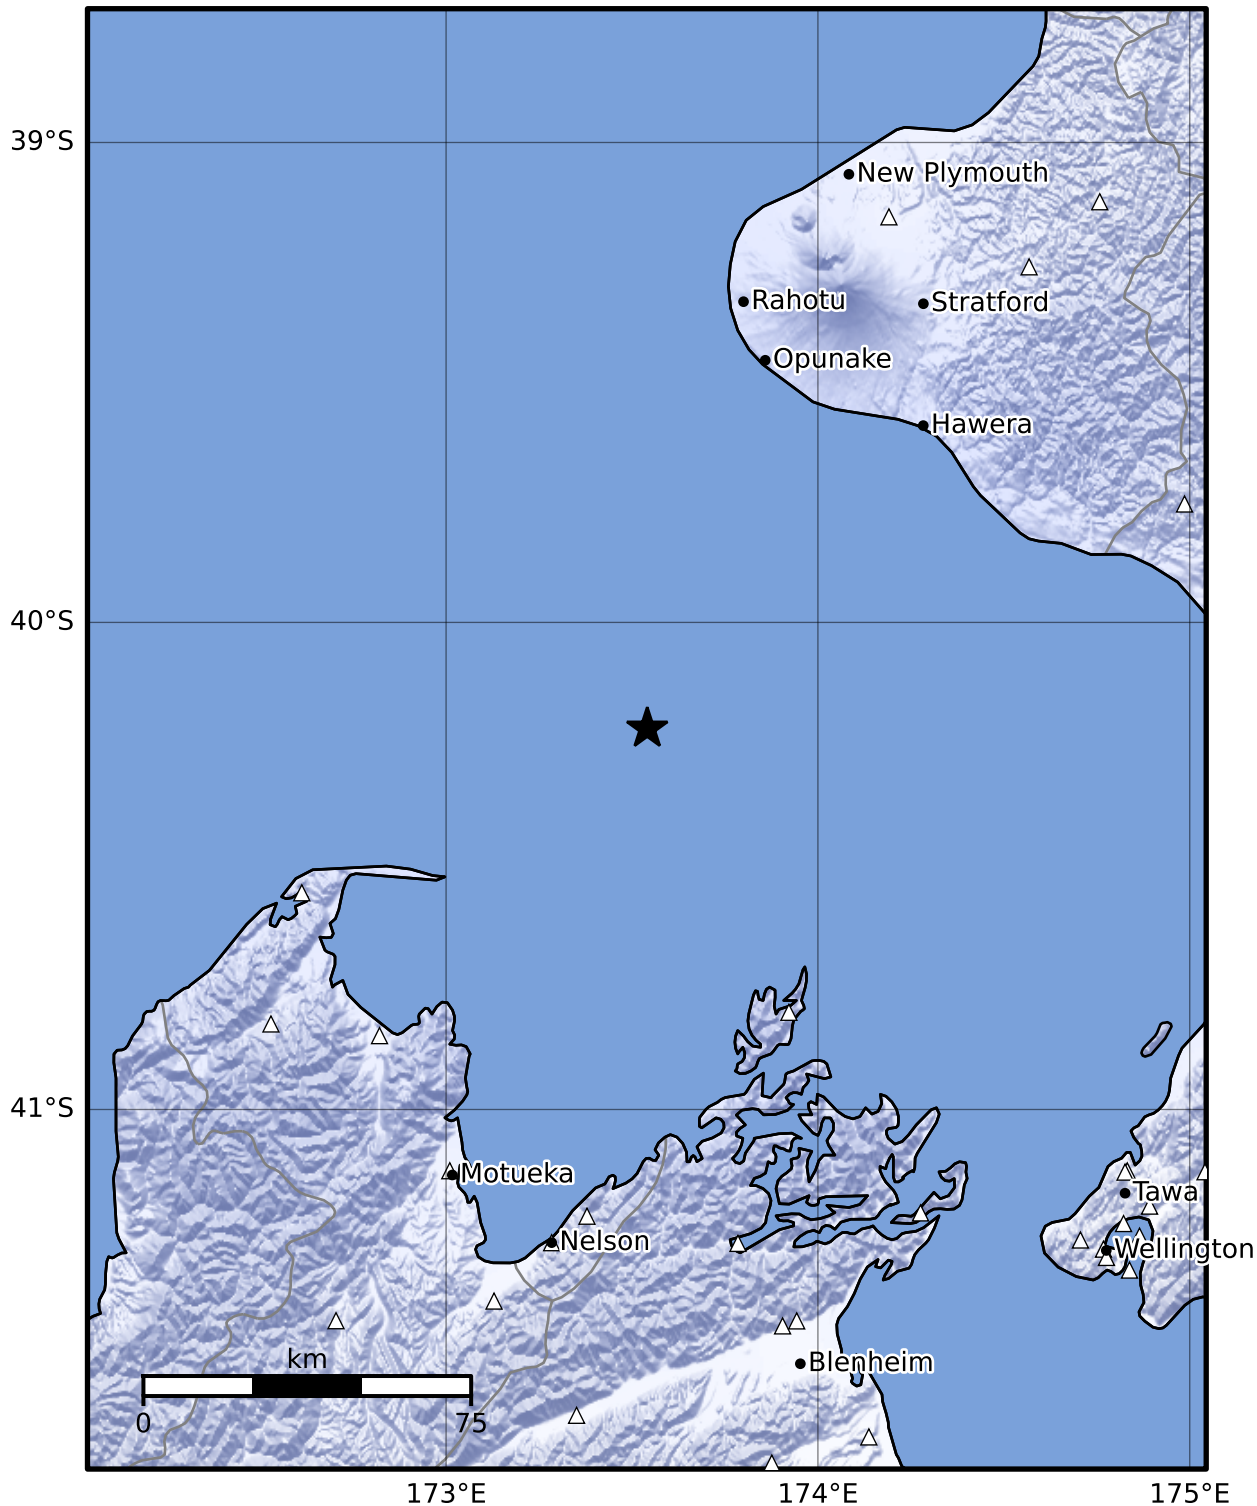 39°S
New Plymouth
Rahotu
Stratford
Opunake
Hawera
40°S
41°S
Motueka
Tawa
Nelson
Wellington
km
Blenheim
0
75
173°E
174°E
175°E